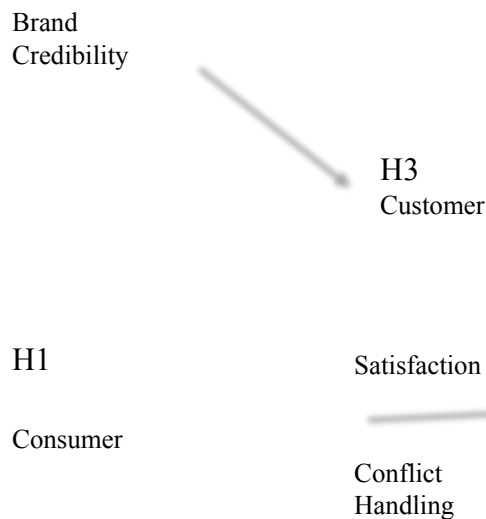 Brand
Credibility
H3
Customer
H1
Satisfaction
Consumer
Conflict
Handling